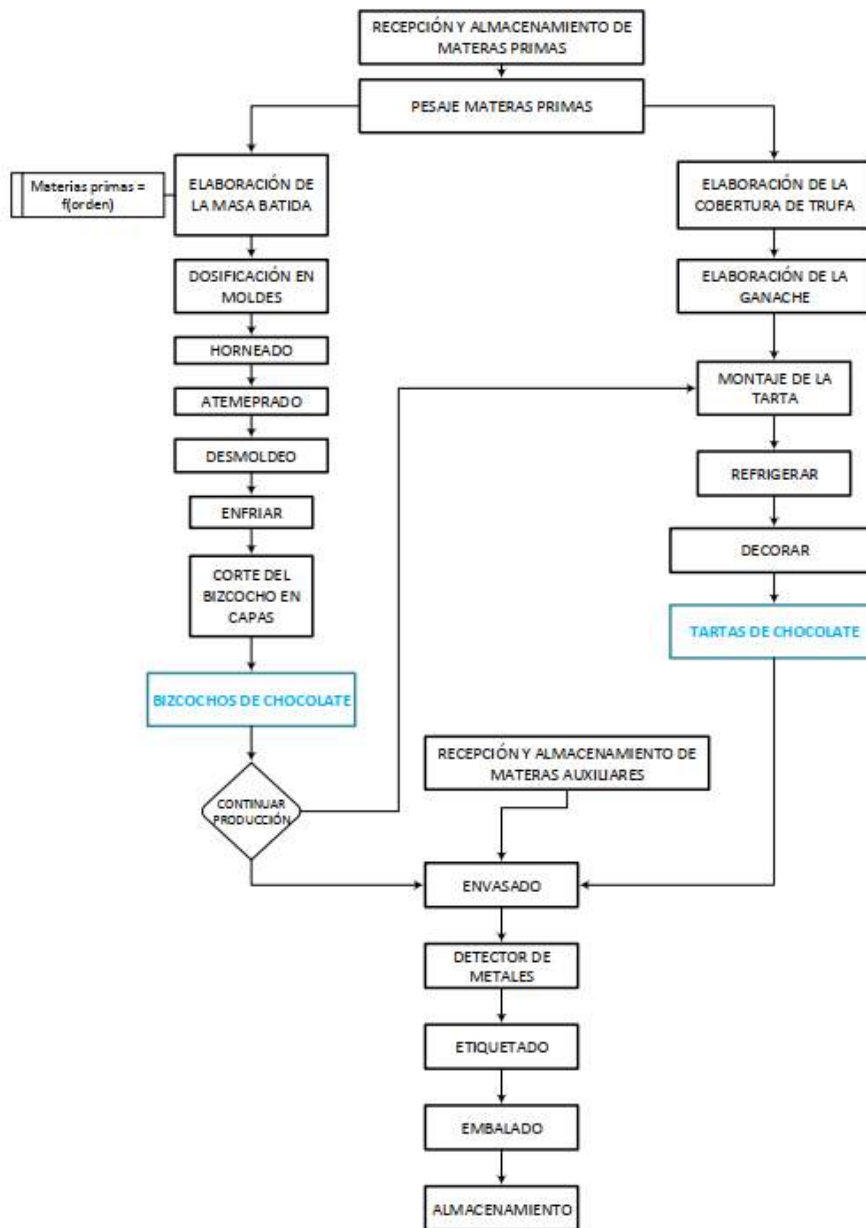 RECEPCIÓN Y ALMACENAMIENTO DE
MATERAS PRIMAS
PESAJE MATERAS PRIMAS
Materias primas =
f(orden)
ELABORACIÓN DE
LA MASA BATIDA
DOSIFICACIÓN EN
MOLDES
HORNEADO
ATEMEPRADO
DESMOLDEO
ENFRIAR
CORTE DEL
BIZCOCHO EN
CAPAS
BIZCOCHOS DE CHOCOLATE
CONTINUAR
PRODUCCIÓN
ELABORACIÓN DE LA
COBERTURA DE TRUFA
ELABORACIÓN DE LA
GANACHE
MONTAJE DE LA
TARTA
REFRIGERAR
DECORAR
TARTAS DE CHOCOLATE
RECEPCIÓN Y ALMACENAMIENTO DE
MATERAS AUXILIARES
ENVASADO
DETECTOR DE
METALES
ETIQUETADO
EMBALADO
ALMACENAMIENTO